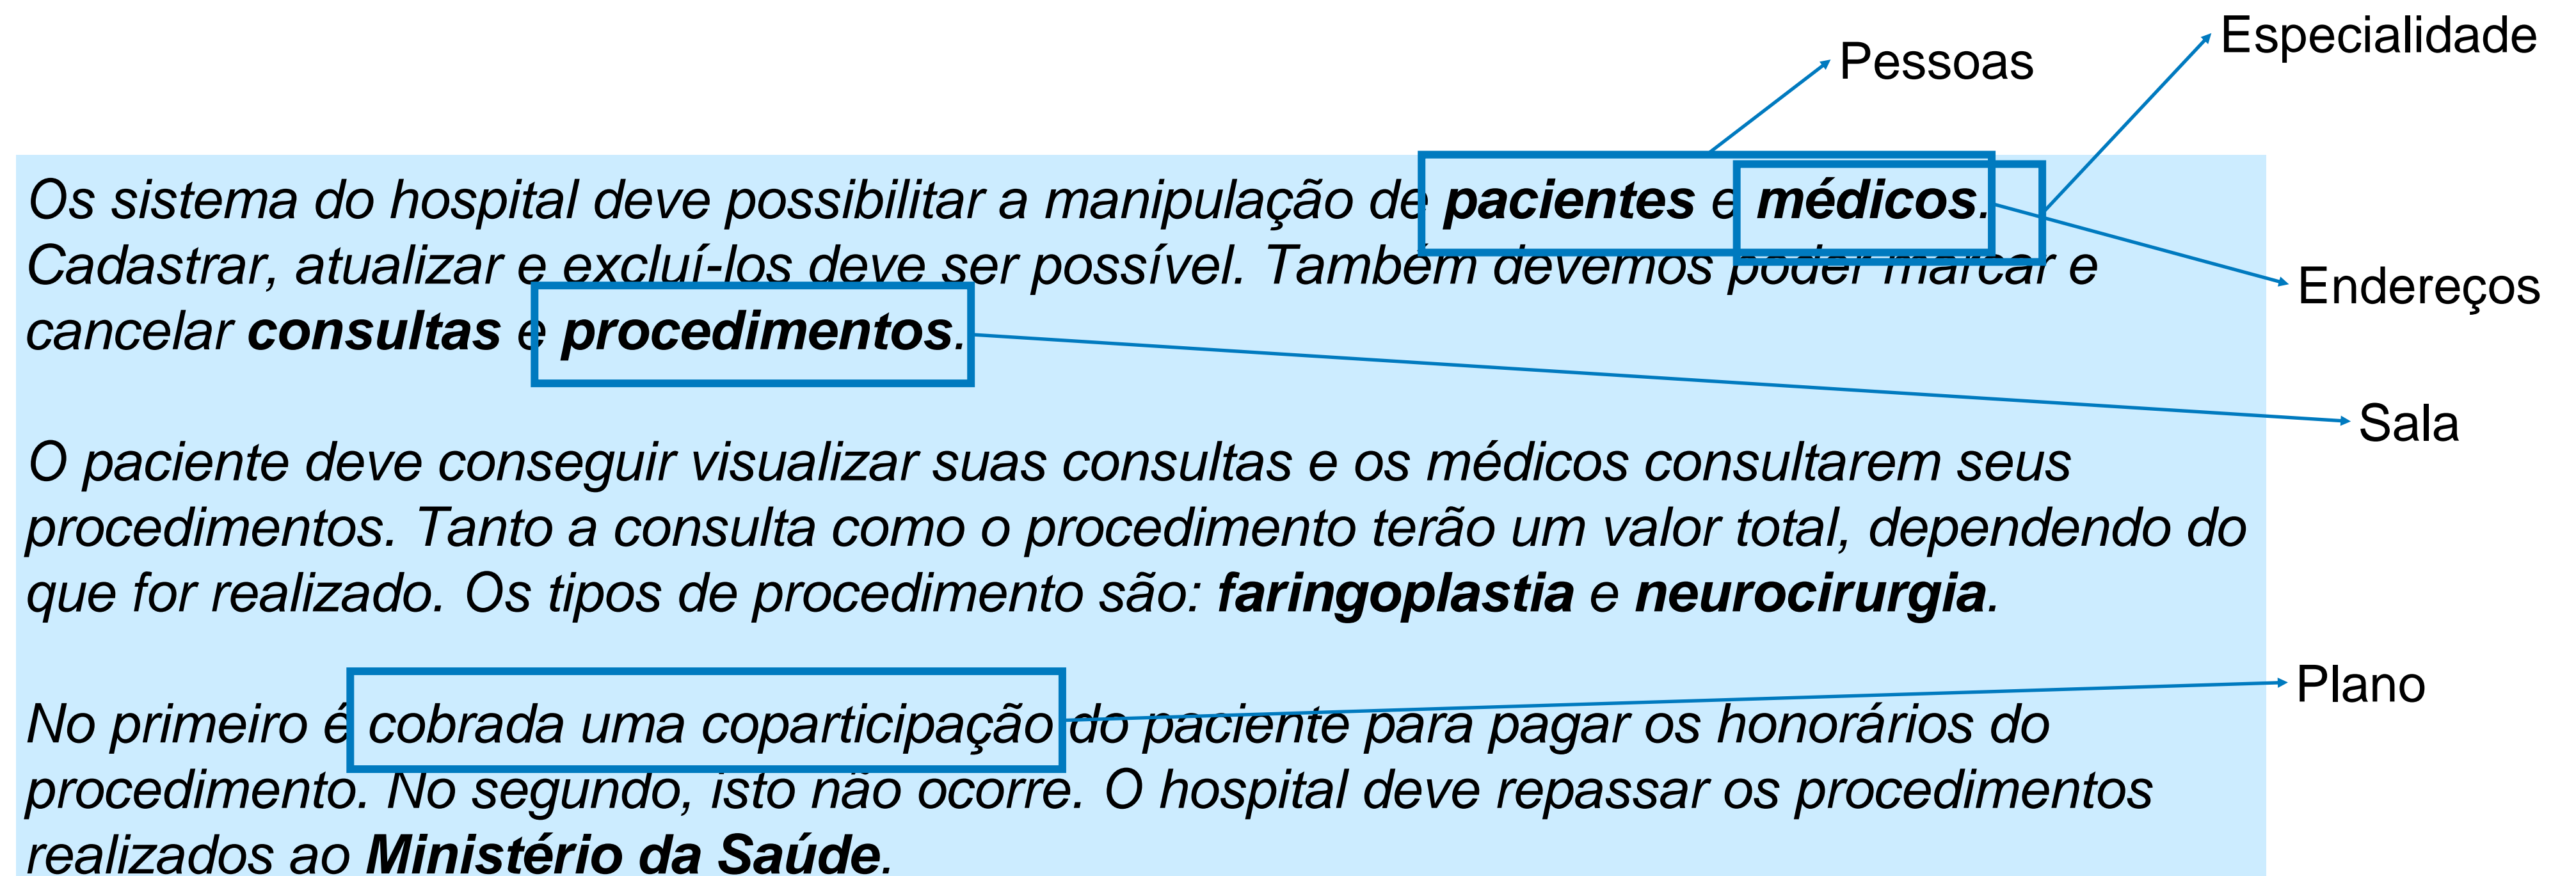 Especialidade
Pessoas
Os sistema do hospital deve possibilitar a manipulação de pacientes e médicos.
Cadastrar, atualizar e excluí-los deve ser possível. Também devemos poder marcar e
Endereços
cancelar consultas e procedimentos.
Sala
O paciente deve conseguir visualizar suas consultas e os médicos consultarem seus
procedimentos. Tanto a consulta como o procedimento terão um valor total, dependendo do
que for realizado. Os tipos de procedimento são: faringoplastia e neurocirurgia.
Plano
No primeiro é cobrada uma coparticipação do paciente para pagar os honorários do
procedimento. No segundo, isto não ocorre. O hospital deve repassar os procedimentos
realizados ao Ministério da Saúde.